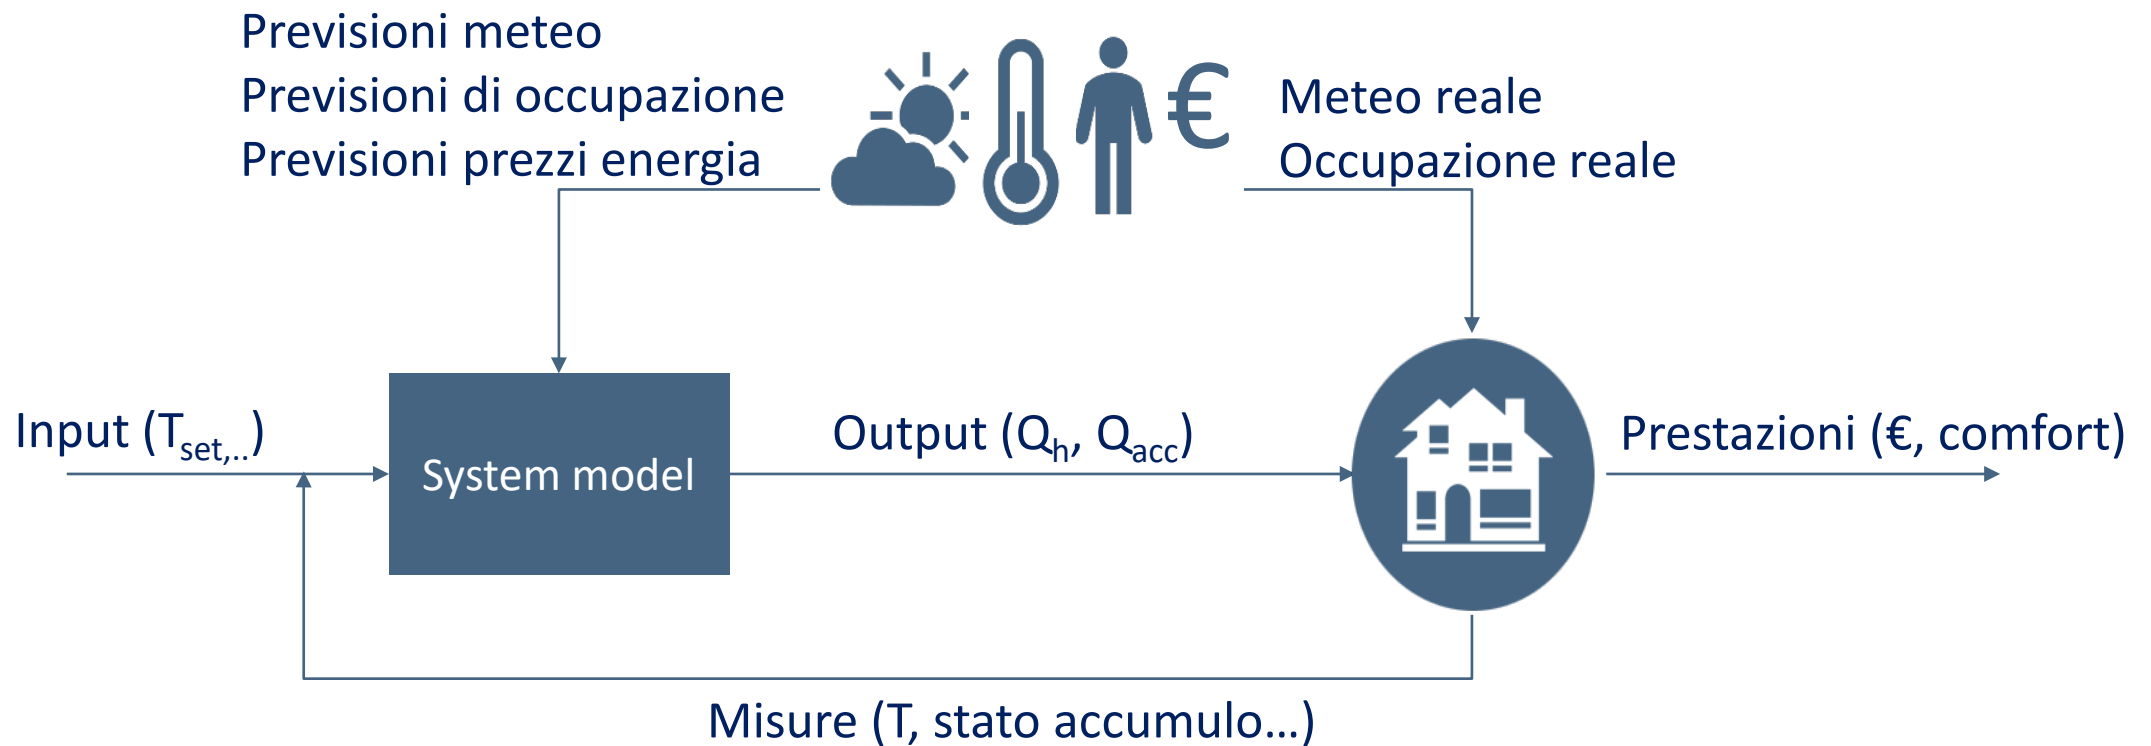 Previsioni meteo
Previsioni di occupazione
Previsioni prezzi energia
€
Meteo reale
Occupazione reale
Input (Tset,..)
System model
Output (Qh, Qacc)
Prestazioni (€, comfort)
Misure (T, stato accumulo...)